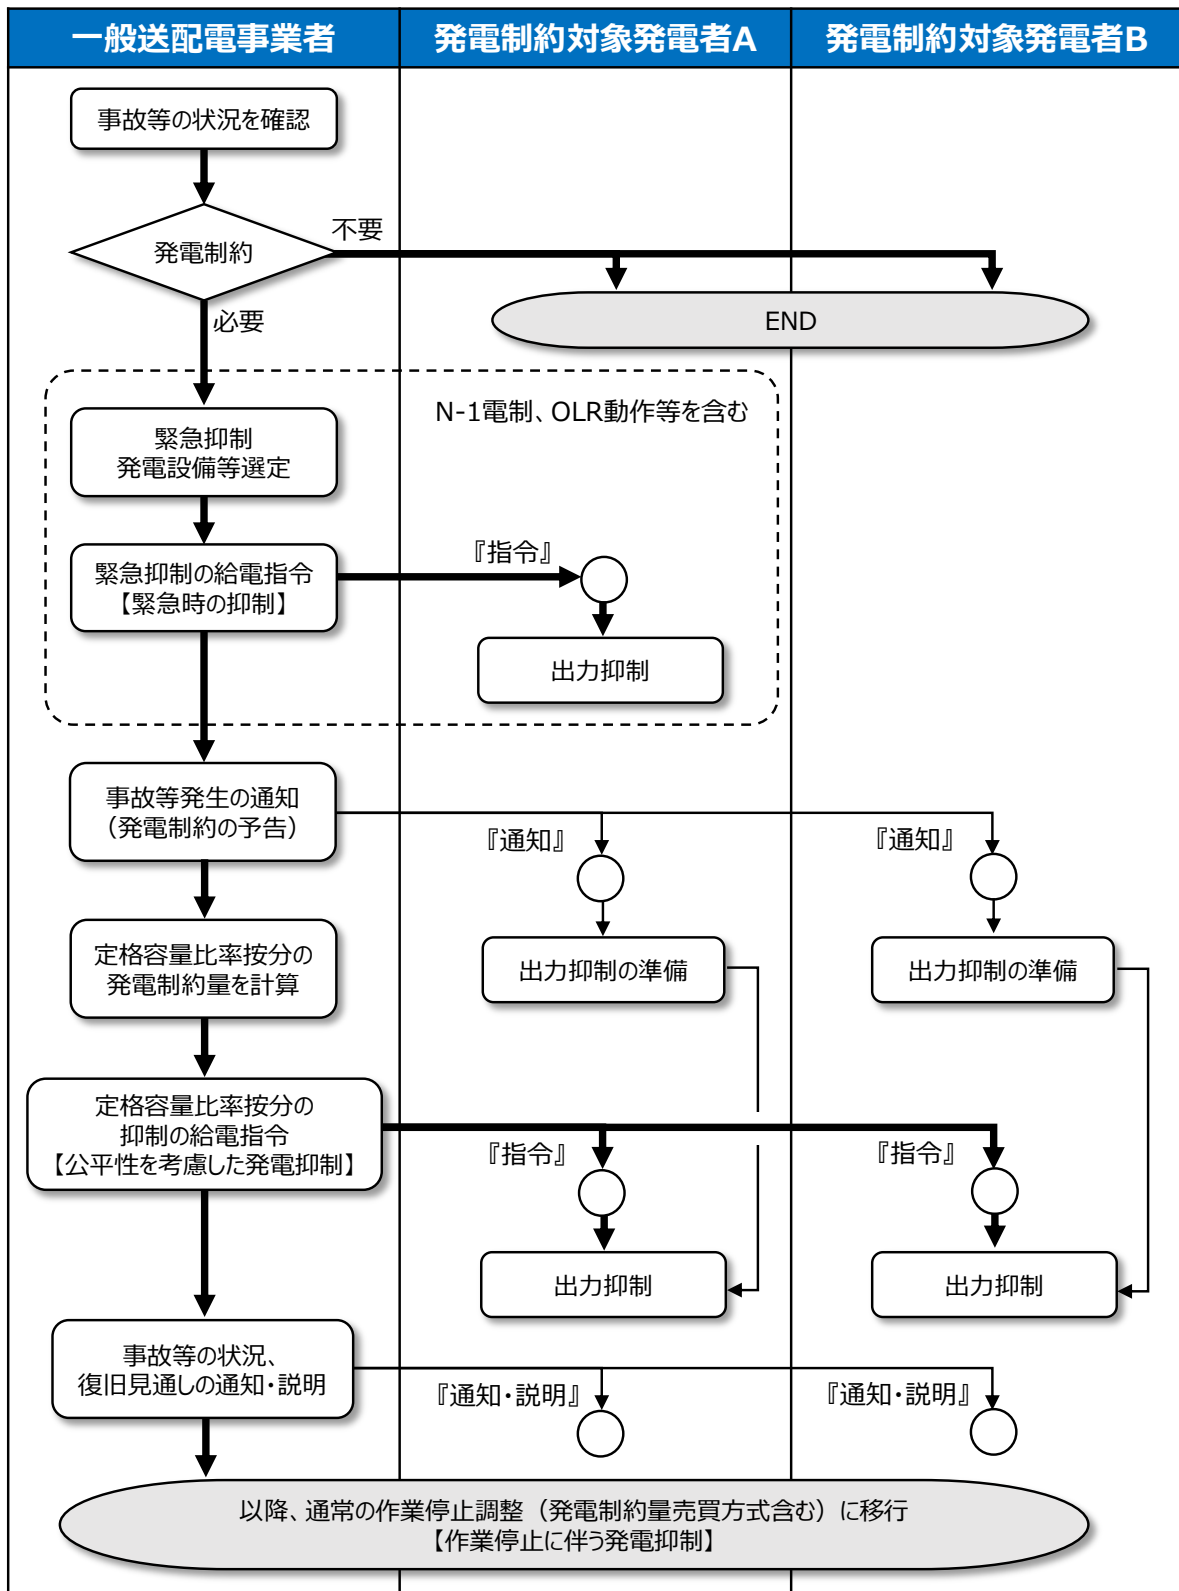 一般送配電事業者
発電制約対象発電者A
発電制約対象発電者B
事故等の状況を確認
発電制約
不要
END
必要
N-1電制、OLR動作等を含む
緊急抑制
発電設備等選定
緊急抑制の給電指令
【緊急時の抑制】
『指令』
出力抑制
事故等発生の通知
（発電制約の予告）
『通知』
『通知』
定格容量比率按分の
発電制約量を計算
出力抑制の準備
出力抑制の準備
定格容量比率按分の
抑制の給電指令
【公平性を考慮した発電抑制】
『指令』
『指令』
出力抑制
出力抑制
事故等の状況、
復旧見通しの通知・説明
『通知・説明』
『通知・説明』
以降、通常の作業停止調整（発電制約量売買方式含む）に移行
【作業停止に伴う発電抑制】